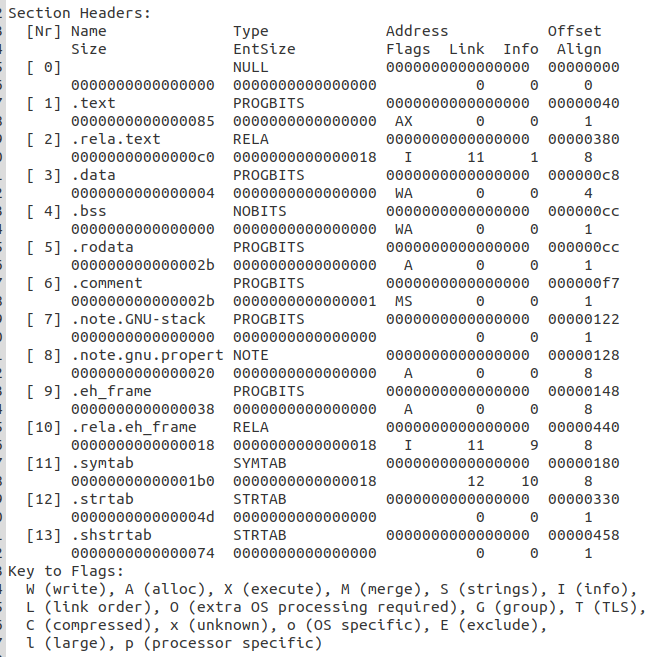 Section Headers:
  [Nr] Name              Type             Address           Offset
       Size              EntSize          Flags  Link  Info  Align
  [ 0]                   NULL             0000000000000000  00000000
       0000000000000000  0000000000000000           0     0     0
  [ 1] .text             PROGBITS         0000000000000000  00000040
       0000000000000085  0000000000000000  AX       0     0     1
  [ 2] .rela.text        RELA             0000000000000000  00000380
       00000000000000c0  0000000000000018   I      11     1     8
  [ 3] .data             PROGBITS         0000000000000000  000000c8
       0000000000000004  0000000000000000  WA       0     0     4
  [ 4] .bss              NOBITS           0000000000000000  000000cc
       0000000000000000  0000000000000000  WA       0     0     1
  [ 5] .rodata           PROGBITS         0000000000000000  000000cc
       000000000000002b  0000000000000000   A       0     0     1
  [ 6] .comment          PROGBITS         0000000000000000  000000f7
       000000000000002b  0000000000000001  MS       0     0     1
  [ 7] .note.GNU-stack   PROGBITS         0000000000000000  00000122
       0000000000000000  0000000000000000           0     0     1
  [ 8] .note.gnu.propert NOTE             0000000000000000  00000128
       0000000000000020  0000000000000000   A       0     0     8
  [ 9] .eh_frame         PROGBITS         0000000000000000  00000148
       0000000000000038  0000000000000000   A       0     0     8
  [10] .rela.eh_frame    RELA             0000000000000000  00000440
       0000000000000018  0000000000000018   I      11     9     8
  [11] .symtab           SYMTAB           0000000000000000  00000180
       00000000000001b0  0000000000000018          12    10     8
  [12] .strtab           STRTAB           0000000000000000  00000330
       000000000000004d  0000000000000000           0     0     1
  [13] .shstrtab         STRTAB           0000000000000000  00000458
       0000000000000074  0000000000000000           0     0     1
Key to Flags:
  W (write), A (alloc), X (execute), M (merge), S (strings), I (info),
  L (link order), O (extra OS processing required), G (group), T (TLS),
  C (compressed), x (unknown), o (OS specific), E (exclude),
  l (large), p (processor specific)